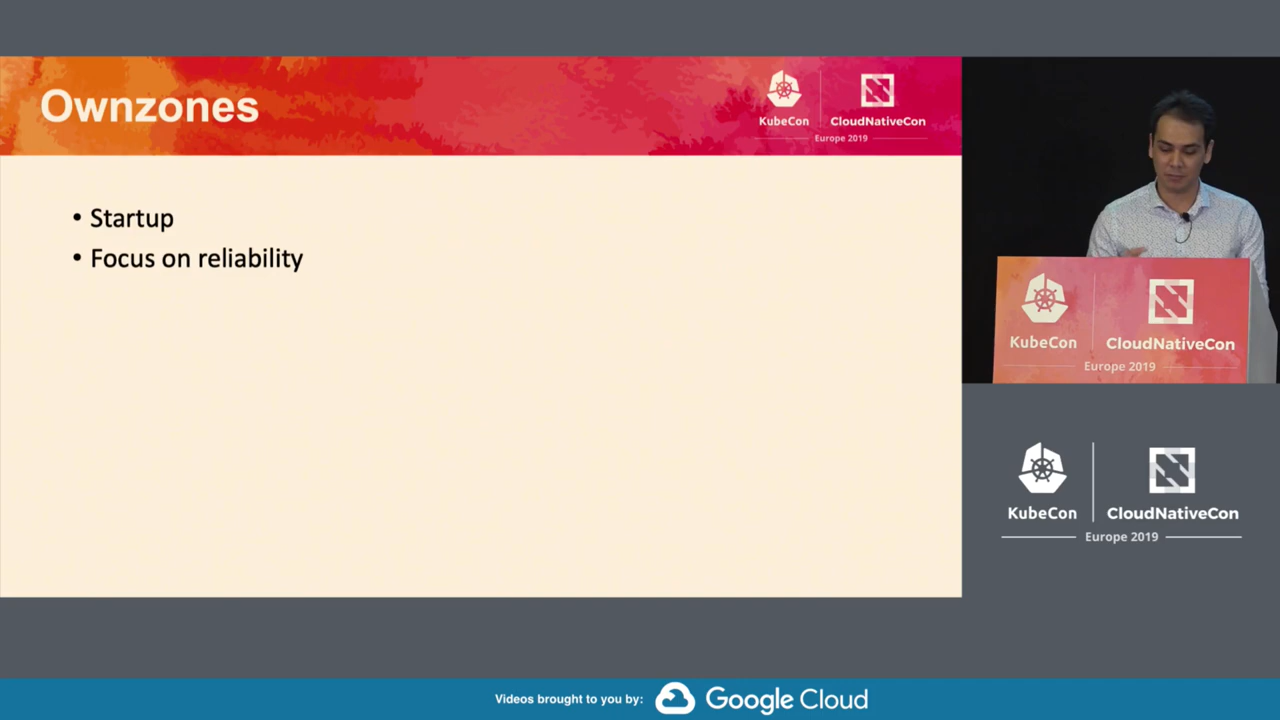 Ownzones
KubeCon
CloudNativeCon
Europe 2019
• Startup
• Focus on reliability
KubeCon
CloudNativeCon
Europe 2019
KubeCon
CloudNativeCon
Europe 2019
Videos brought to you by:
Google Cloud